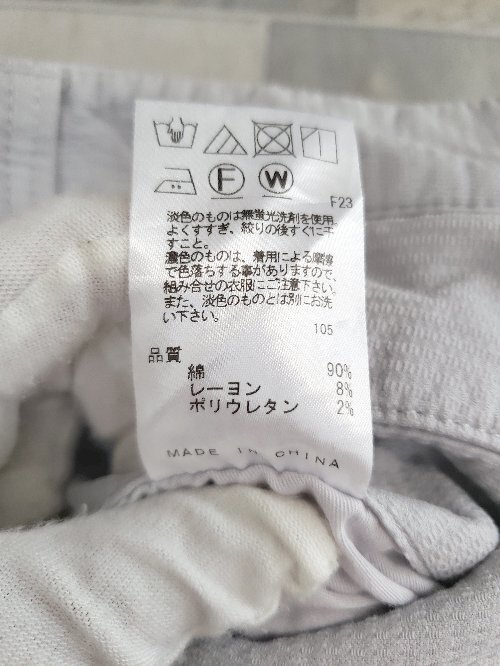 F W
F23
淡色のものは無蛍光洗剤を使用
よくすすぎ、絞りの後すぐに干
すこと。
濃色のものは、着用による摩擦
で色落ちする事がありますので、
組み合せの衣服にご注意下さい。
また、淡色のものとは別にお洗
い下さい。
105
品質
綿 90%
レーヨン 8%
ポリウレタン 2%
MADE IN CHINA